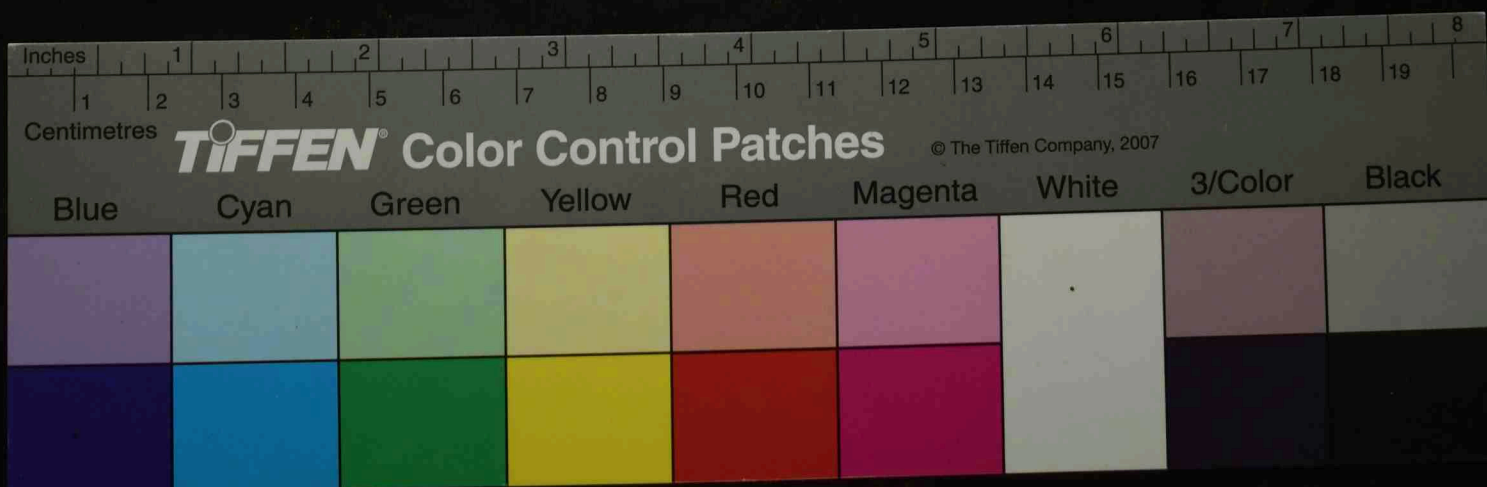 Inches 1 2 3 4 5 6 7 8
1 2 3 4 5 6 7 8 9 10 11 12 13 14 15 16 17 18 19
Centimetres
TIFFEN® Color Control Patches © The Tiffen Company, 2007
Blue Cyan Green Yellow Red Magenta White 3/Color Black